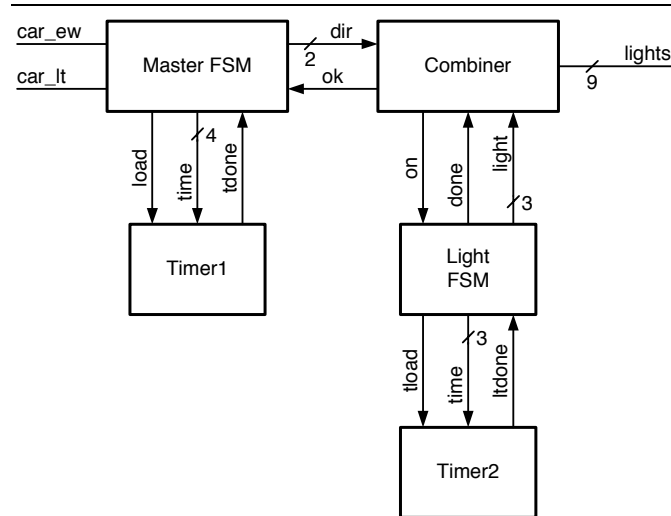 car_ew
dir
Master FSM
Combiner
lights
2
9
car_lt
ok
load
time
4
tdone
on
done
light
3
Timer1
Light
FSM
tload
time
3
ltdone
Timer2